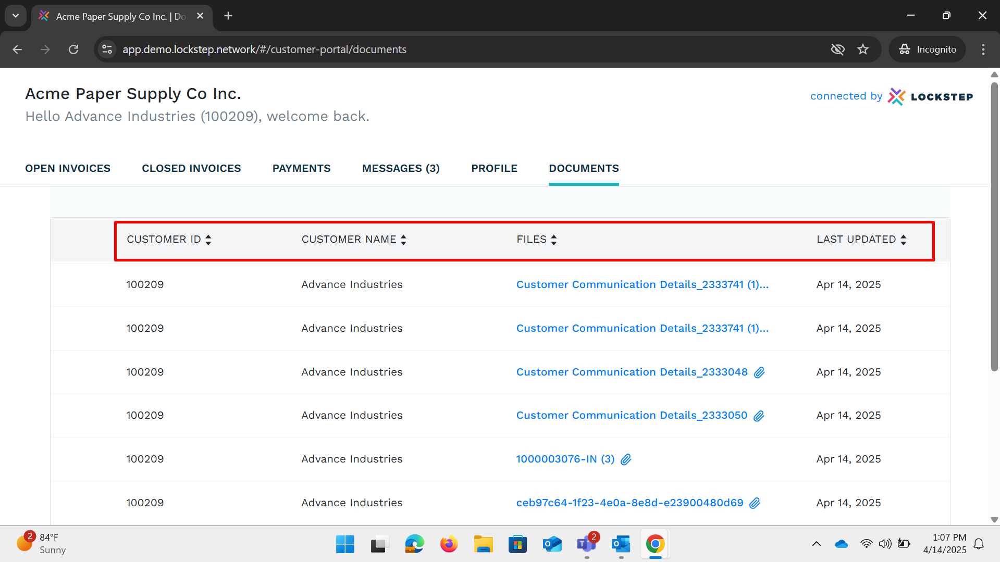 Acme Paper Supply Co Inc. | Do
app.demo.lockstep.network/#/customer-portal/documents
Incognito
Acme Paper Supply Co Inc.
connected by LOCKSTEP
Hello Advance Industries (100209), welcome back.
OPEN INVOICES CLOSED INVOICES PAYMENTS MESSAGES (3) PROFILE DOCUMENTS
CUSTOMER ID CUSTOMER NAME FILES LAST UPDATED
100209 Advance Industries Customer Communication Details_2333741 (1)... Apr 14, 2025
100209 Advance Industries Customer Communication Details_2333741 (1)... Apr 14, 2025
100209 Advance Industries Customer Communication Details_2333048 Apr 14, 2025
100209 Advance Industries Customer Communication Details_2333050 Apr 14, 2025
100209 Advance Industries 1000003076-IN (3) Apr 14, 2025
100209 Advance Industries ceb97c64-1f23-4e0a-8e8d-e23900480d69 Apr 14, 2025
2 84°F
Sunny
2
1:07 PM
4/14/2025